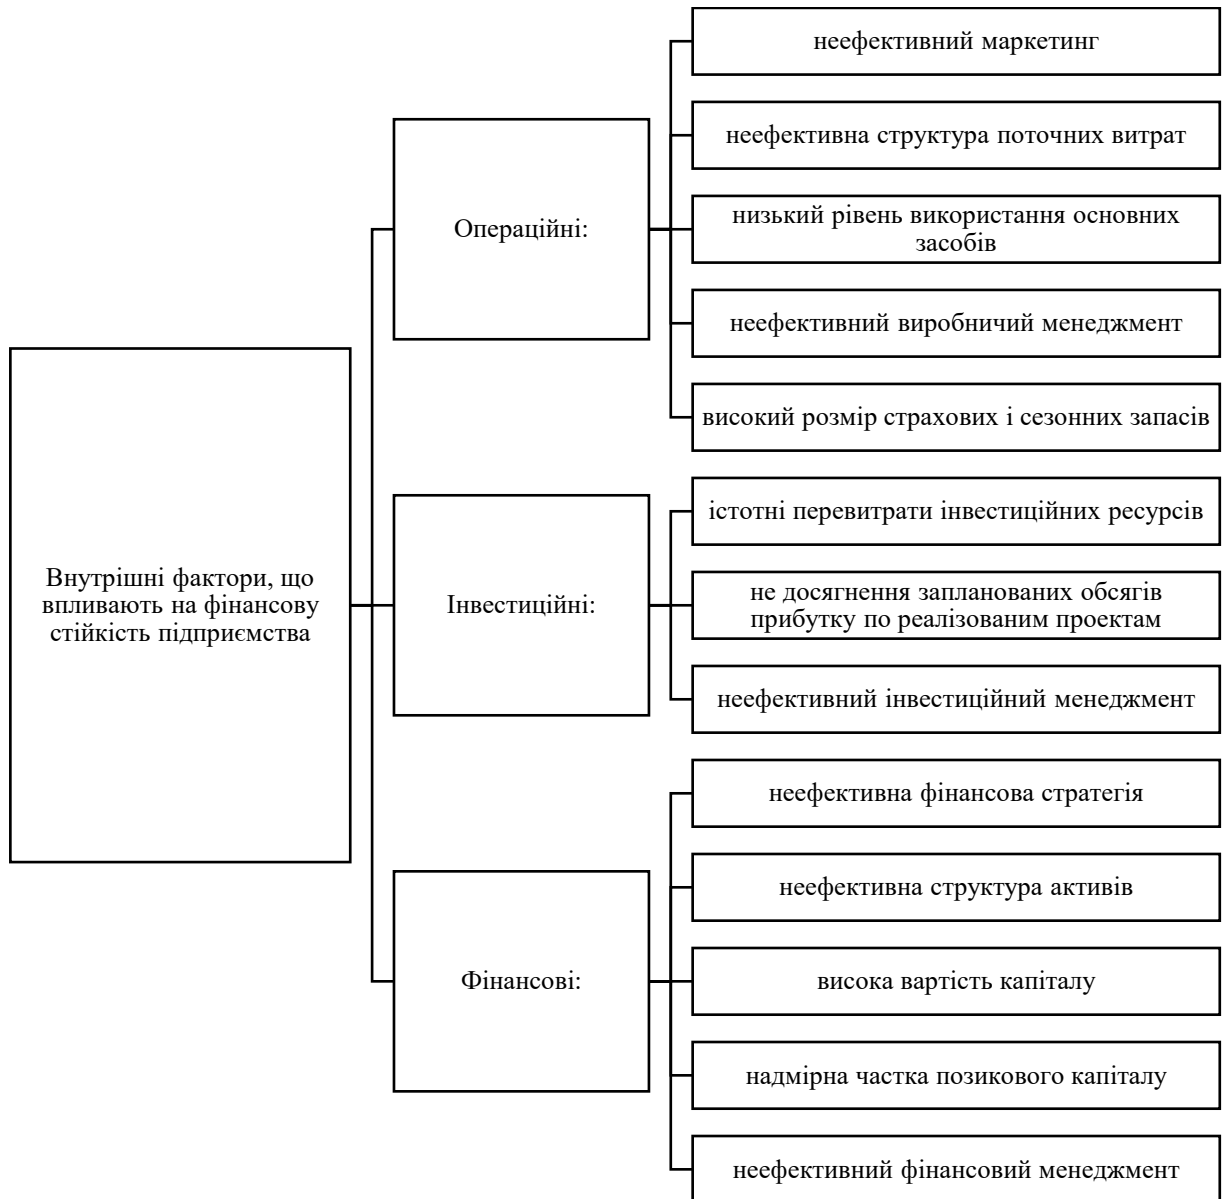 Внутрішні фактори, що
впливають на фінансову
стійкість підприємства
Операційні:
неефективний маркетинг
неефективна структура поточних витрат
низький рівень використання основних
засобів
неефективний виробничий менеджмент
високий розмір страхових і сезонних запасів
Інвестиційні:
істотні перевитрати інвестиційних ресурсів
не досягнення запланованих обсягів
прибутку по реалізованим проектам
неефективний інвестиційний менеджмент
Фінансові:
неефективна фінансова стратегія
неефективна структура активів
висока вартість капіталу
надмірна частка позикового капіталу
неефективний фінансовий менеджмент